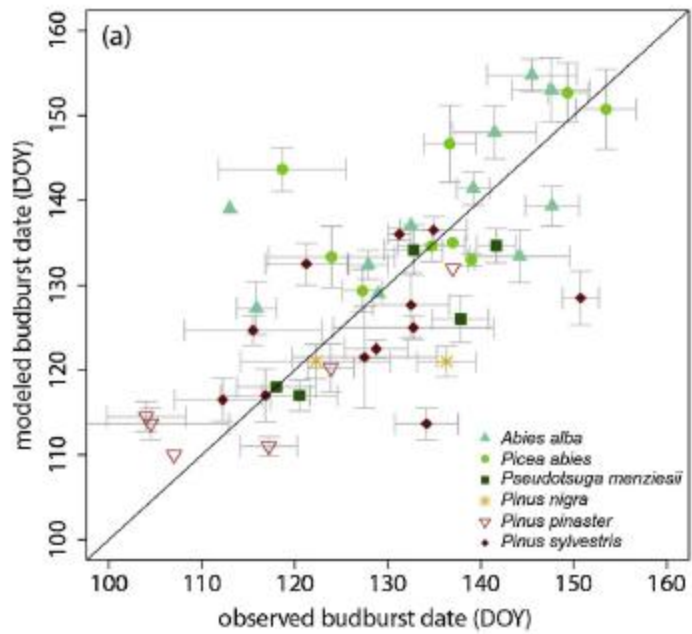 (a)
160
150
140
130
120
110
100
modeled budburst date (DOY)
Abies alba
Picea abies
Pseudotsuga menziesii
Pinus nigra
Pinus pinaster
Pinus sylvestris
100 110 120 130 140 150 160
observed budburst date (DOY)